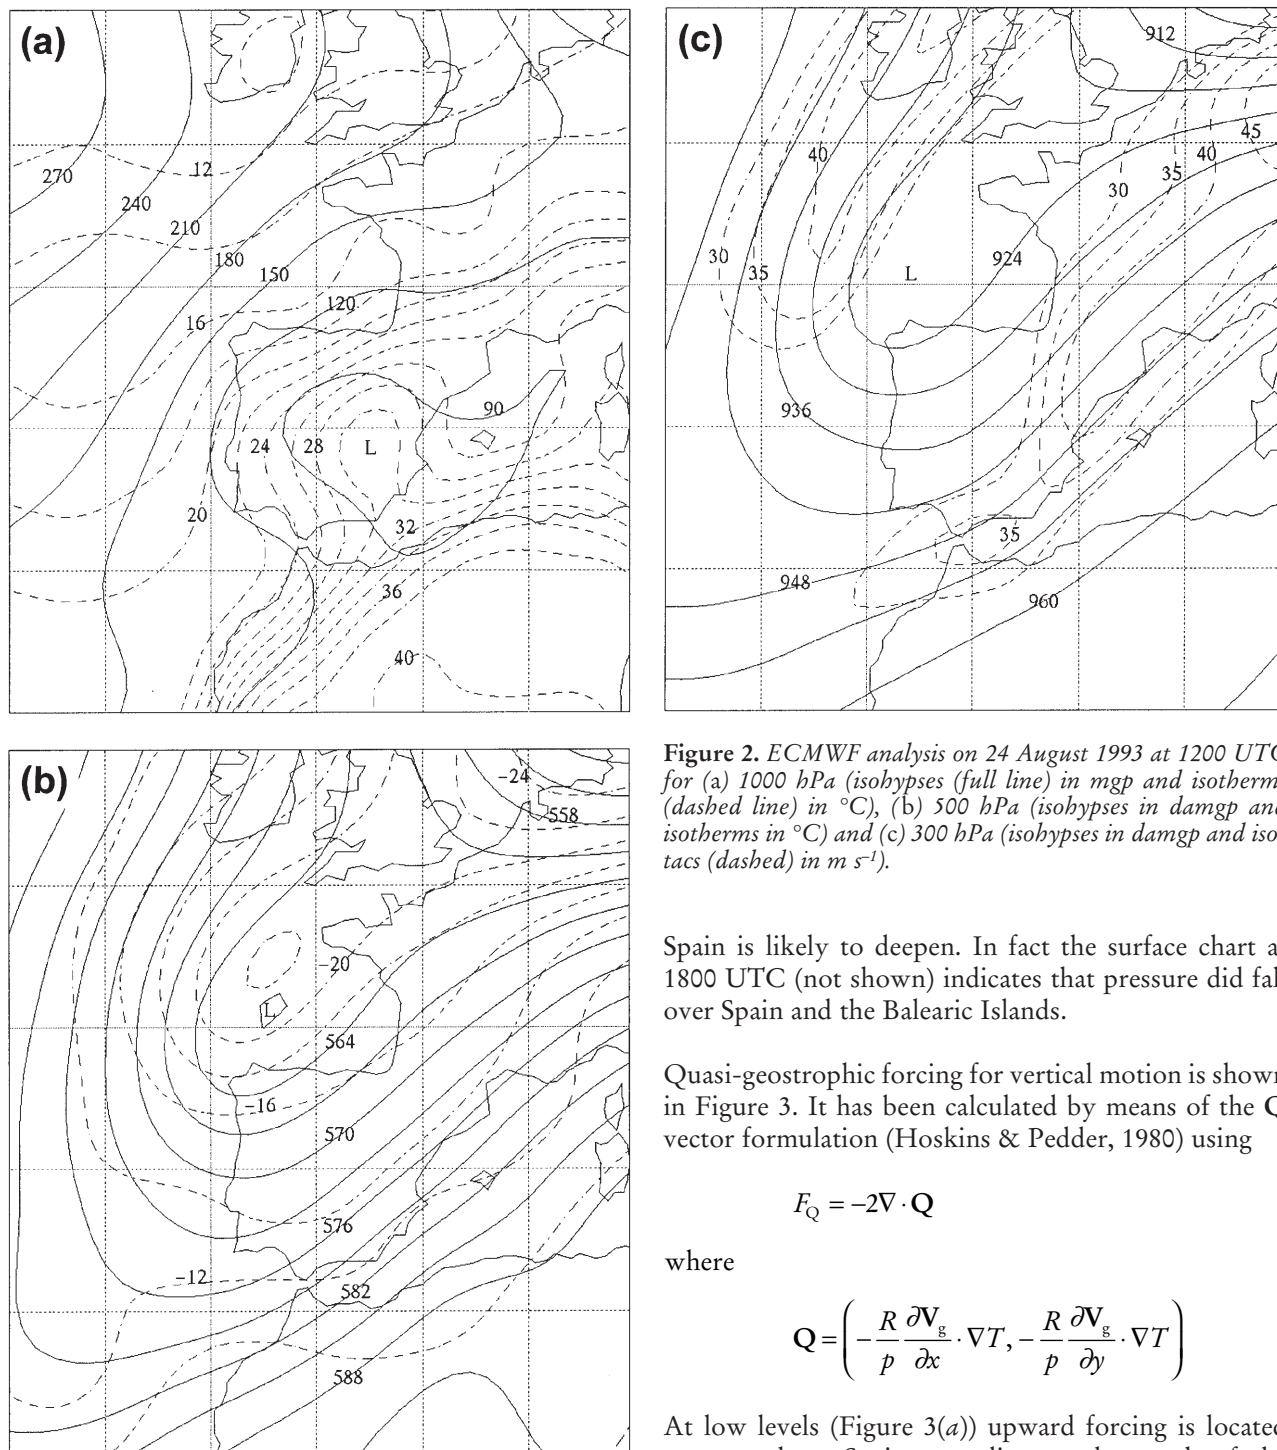 (a)
270
240
210
180
150
120
12
16
20
24
28
L
90
32
36
40
(b)
-24
558
-20
L
564
-16
570
576
-12
582
588
(c)
912
45
40
40
35
30
30
35
L
924
936
35
948
960
Figure 2. ECMWF analysis on 24 August 1993 at 1200 UTC
for (a) 1000 hPa (isohypses (full line) in mgp and isotherm
(dashed line) in °C), (b) 500 hPa (isohypses in damgp and
isotherms in °C) and (c) 300 hPa (isohypses in damgp and iso
tacs (dashed) in m s⁻¹).
Spain is likely to deepen. In fact the surface chart a
1800 UTC (not shown) indicates that pressure did fal
over Spain and the Balearic Islands.
Quasi-geostrophic forcing for vertical motion is shown
in Figure 3. It has been calculated by means of the Q
vector formulation (Hoskins & Pedder, 1980) using
F_Q = −2∇ · Q
where
Q = ( − R/p ∂V_g/∂x · ∇T, − R/p ∂V_g/∂y · ∇T )
At low levels (Figure 3(a)) upward forcing is located